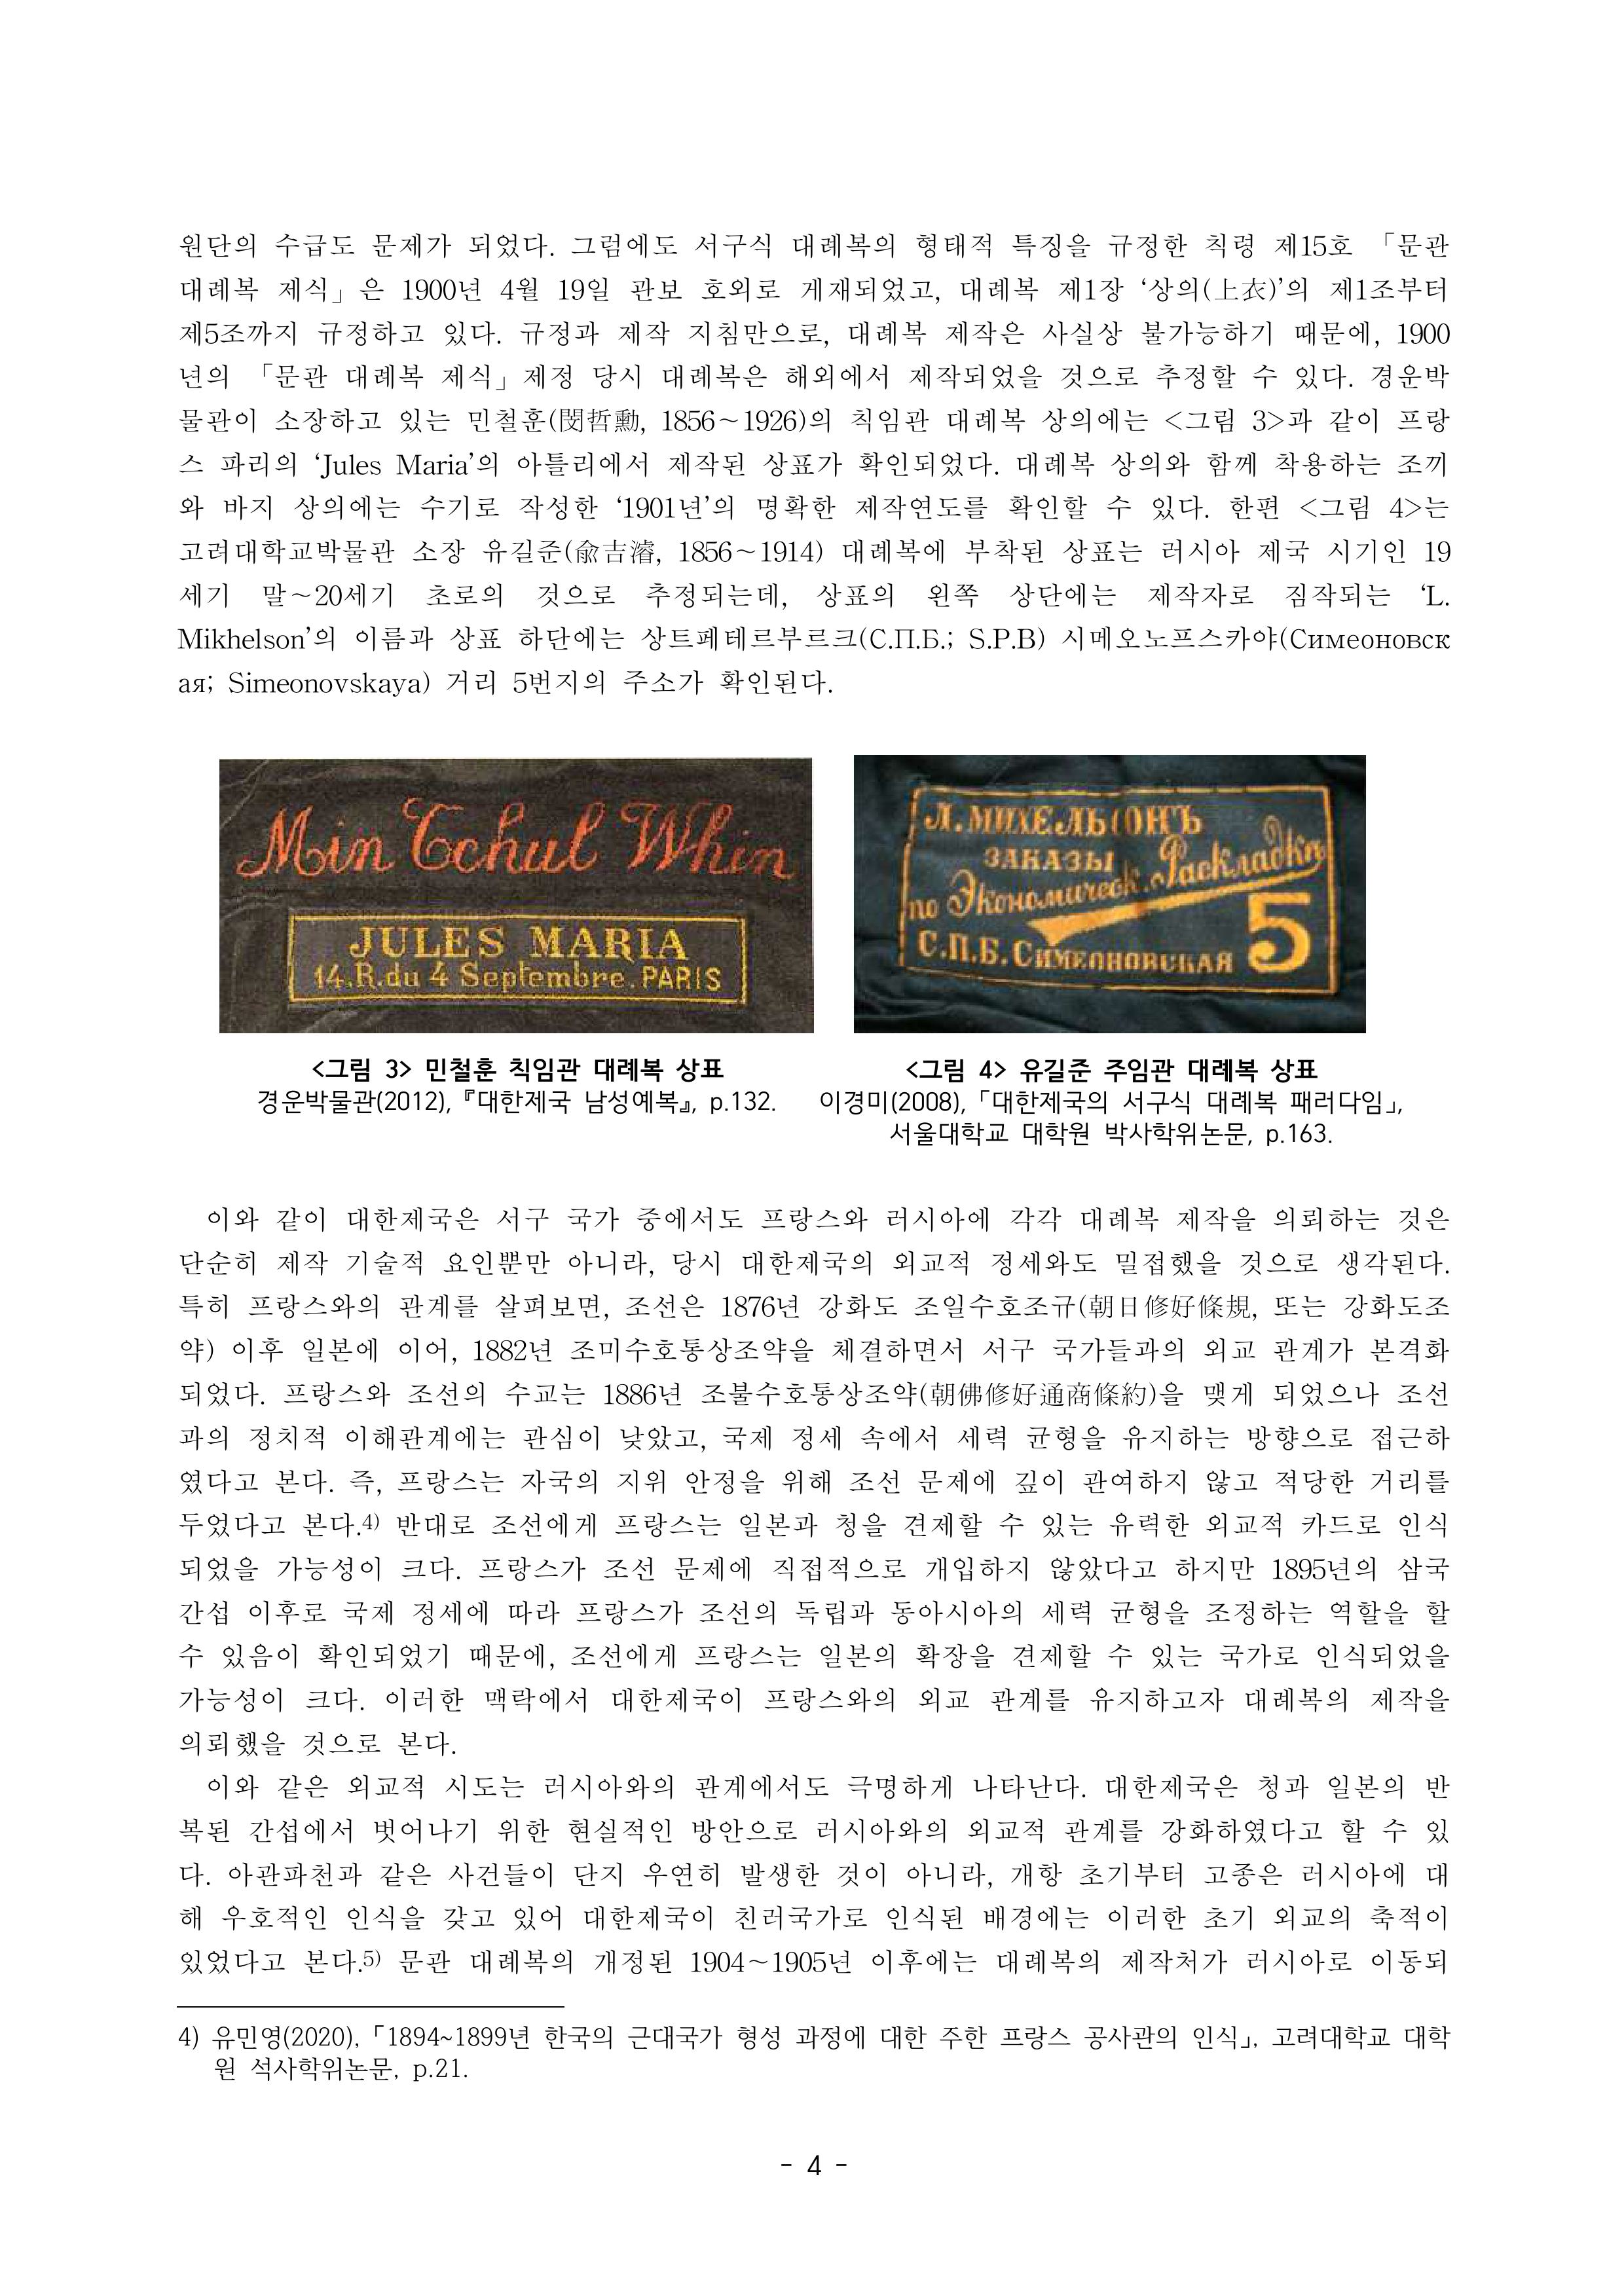 원단의 수급도 문제가 되었다. 그럼에도 서구식 대례복의 형태적 특징을 규정한 칙령 제15호 「문관
대례복 제식」은 1900년 4월 19일 관보 호외로 게재되었고, 대례복 제1장 ‘상의(上衣)’의 제1조부터
제5조까지 규정하고 있다. 규정과 제작 지침만으로, 대례복 제작은 사실상 불가능하기 때문에, 1900
년의 「문관 대례복 제식」제정 당시 대례복은 해외에서 제작되었을 것으로 추정할 수 있다. 경운박
물관이 소장하고 있는 민철훈(閔哲勳, 1856～1926)의 칙임관 대례복 상의에는 <그림 3>과 같이 프랑
스 파리의 ‘Jules Maria’의 아틀리에서 제작된 상표가 확인되었다. 대례복 상의와 함께 착용하는 조끼
와 바지 상의에는 수기로 작성한 ‘1901년’의 명확한 제작연도를 확인할 수 있다. 한편 <그림 4>는
고려대학교박물관 소장 유길준(兪吉濬, 1856～1914) 대례복에 부착된 상표는 러시아 제국 시기인 19
세기 말～20세기 초로의 것으로 추정되는데, 상표의 왼쪽 상단에는 제작자로 짐작되는 ‘L.
Mikhelson’의 이름과 상표 하단에는 상트페테르부르크(С.П.Б.; S.P.B) 시메오노프스카야(Симеоновск
ая; Simeonovskaya) 거리 5번지의 주소가 확인된다.
Min Tchul Whin
JULES MARIA
14.R.du 4 Septembre.PARIS
Л.МИХЕЛЬСОНЪ
ЗАКАЗЫ
по Экономическ.Раскладкѣ
С.П.Б.Симеоновская 5
<그림 3> 민철훈 칙임관 대례복 상표
경운박물관(2012),『대한제국 남성예복』, p.132.
<그림 4> 유길준 주임관 대례복 상표
이경미(2008),「대한제국의 서구식 대례복 패러다임」,
서울대학교 대학원 박사학위논문, p.163.
이와 같이 대한제국은 서구 국가 중에서도 프랑스와 러시아에 각각 대례복 제작을 의뢰하는 것은
단순히 제작 기술적 요인뿐만 아니라, 당시 대한제국의 외교적 정세와도 밀접했을 것으로 생각된다.
특히 프랑스와의 관계를 살펴보면, 조선은 1876년 강화도 조일수호조규(朝日修好條規, 또는 강화도조
약) 이후 일본에 이어, 1882년 조미수호통상조약을 체결하면서 서구 국가들과의 외교 관계가 본격화
되었다. 프랑스와 조선의 수교는 1886년 조불수호통상조약(朝佛修好通商條約)을 맺게 되었으나 조선
과의 정치적 이해관계에는 관심이 낮았고, 국제 정세 속에서 세력 균형을 유지하는 방향으로 접근하
였다고 본다. 즉, 프랑스는 자국의 지위 안정을 위해 조선 문제에 깊이 관여하지 않고 적당한 거리를
두었다고 본다.4) 반대로 조선에게 프랑스는 일본과 청을 견제할 수 있는 유력한 외교적 카드로 인식
되었을 가능성이 크다. 프랑스가 조선 문제에 직접적으로 개입하지 않았다고 하지만 1895년의 삼국
간섭 이후로 국제 정세에 따라 프랑스가 조선의 독립과 동아시아의 세력 균형을 조정하는 역할을 할
수 있음이 확인되었기 때문에, 조선에게 프랑스는 일본의 확장을 견제할 수 있는 국가로 인식되었을
가능성이 크다. 이러한 맥락에서 대한제국이 프랑스와의 외교 관계를 유지하고자 대례복의 제작을
의뢰했을 것으로 본다.
이와 같은 외교적 시도는 러시아와의 관계에서도 극명하게 나타난다. 대한제국은 청과 일본의 반
복된 간섭에서 벗어나기 위한 현실적인 방안으로 러시아와의 외교적 관계를 강화하였다고 할 수 있
다. 아관파천과 같은 사건들이 단지 우연히 발생한 것이 아니라, 개항 초기부터 고종은 러시아에 대
해 우호적인 인식을 갖고 있어 대한제국이 친러국가로 인식된 배경에는 이러한 초기 외교의 축적이
있었다고 본다.5) 문관 대례복의 개정된 1904～1905년 이후에는 대례복의 제작처가 러시아로 이동되
4) 유민영(2020),「1894~1899년 한국의 근대국가 형성 과정에 대한 주한 프랑스 공사관의 인식」, 고려대학교 대학
원 석사학위논문, p.21.
- 4 -